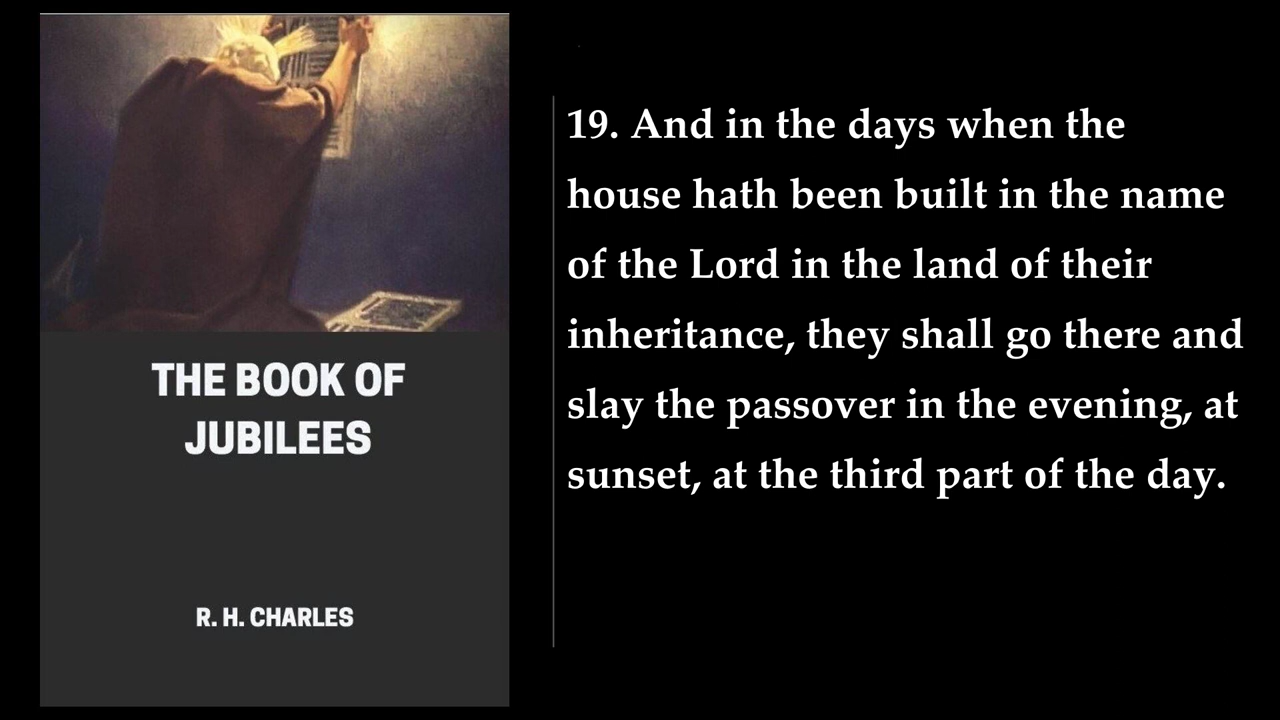 THE BOOK OF
JUBILEES
R. H. CHARLES
19. And in the days when the
house hath been built in the name
of the Lord in the land of their
inheritance, they shall go there and
slay the passover in the evening, at
sunset, at the third part of the day.